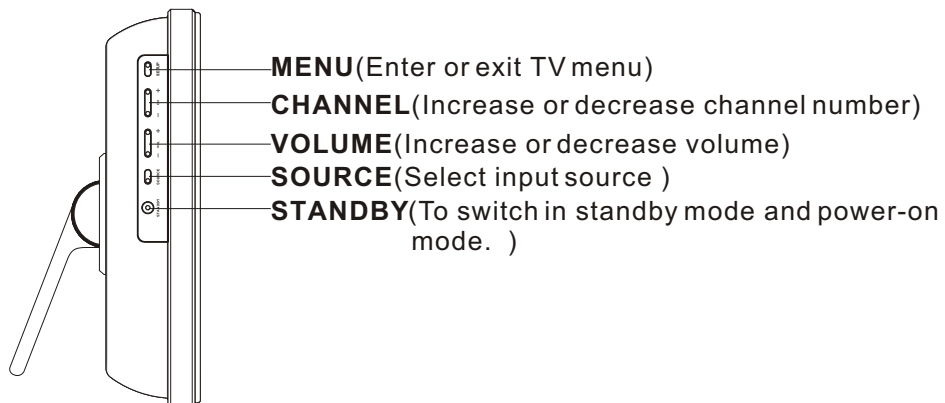 MENU(Enter or exit TV menu)
CHANNEL(Increase or decrease channel number)
VOLUME(Increase or decrease volume)
SOURCE(Select input source )
STANDBY(To switch in standby mode and power-on
mode. )
STANDBY